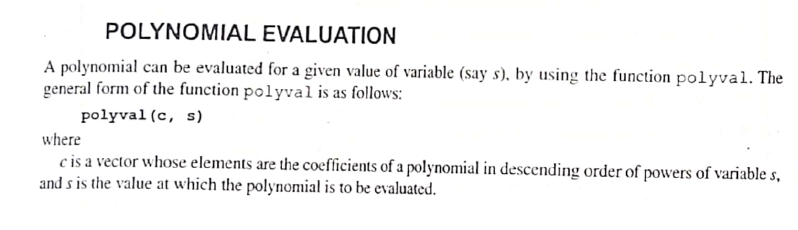 POLYNOMIAL EVALUATION
A polynomial can be evaluated for a given value of variable (say s), by using the function polyval. The
general form of the function polyval is as follows:
polyval(c, s)
where
c is a vector whose elements are the coefficients of a polynomial in descending order of powers of variable s,
and s is the value at which the polynomial is to be evaluated.